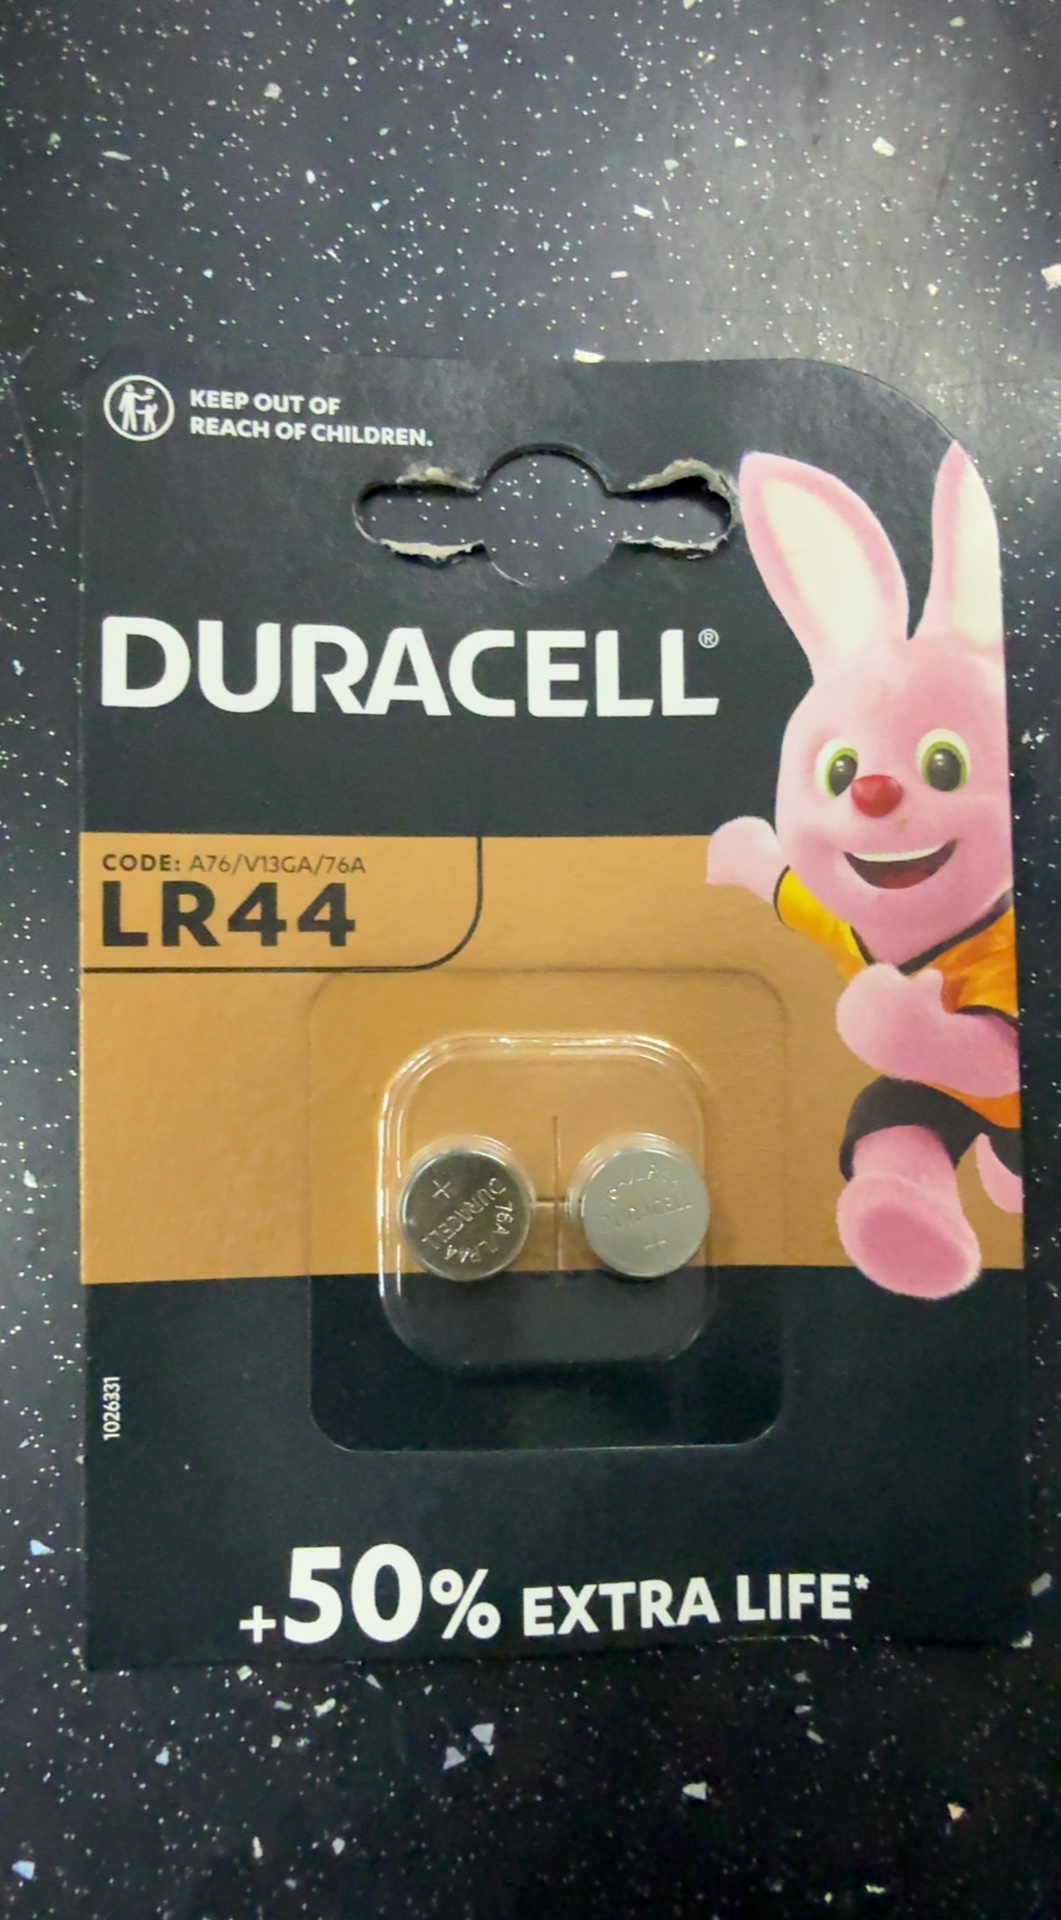 KEEP OUT OF
REACH OF CHILDREN.
DURACELL®
CODE: A76/V13GA/76A
LR44
+
DURACELL
76A/LR44
DURACELL
+
1026331
+50% EXTRA LIFE*